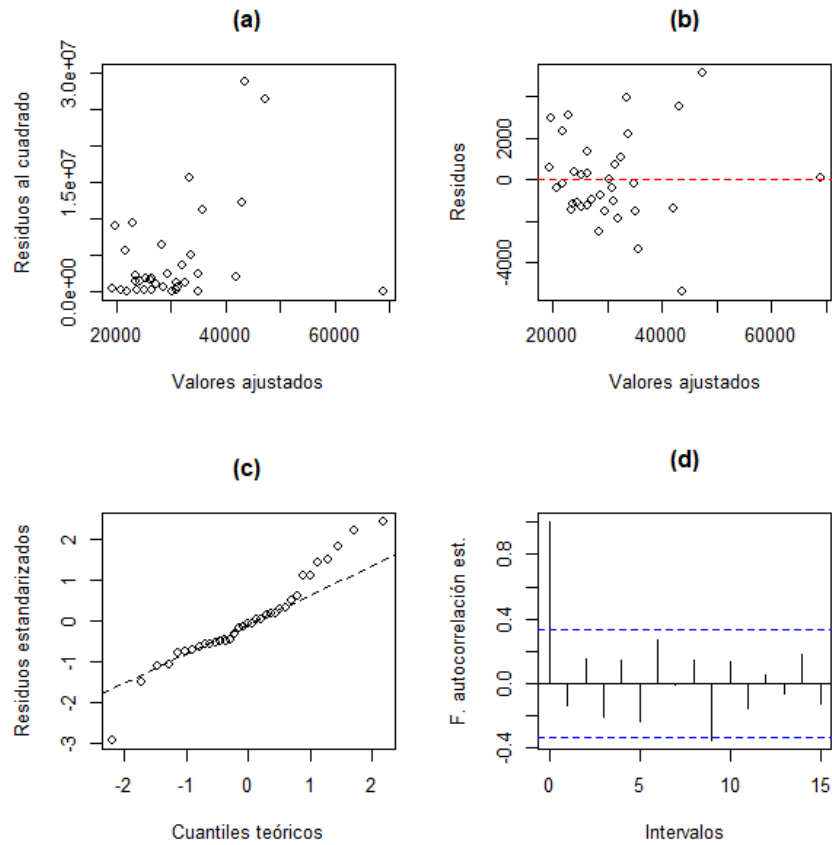 (a)
Residuos al cuadrado
0.0e+00 1.5e+07 3.0e+07
20000 40000 60000
Valores ajustados
(b)
Residuos
-4000 0 2000
20000 40000 60000
Valores ajustados
(c)
Residuos estandarizados
-3 -2 -1 0 1 2
-2 -1 0 1 2
Cuantiles teóricos
(d)
F. autocorrelación est.
-0.4 0.0 0.4 0.8
0 5 10 15
Intervalos